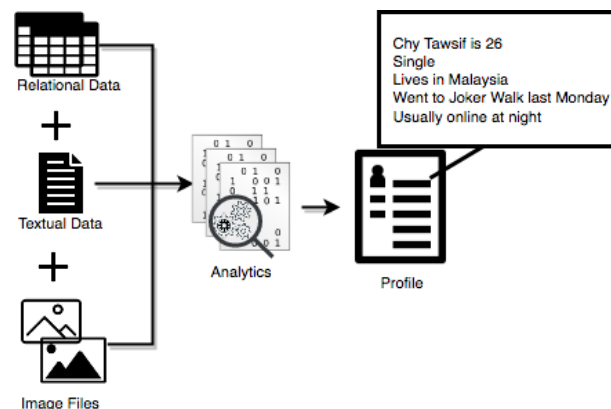 Chy Tawsif is 26
Single
Lives in Malaysia
Went to Joker Walk last Monday
Usually online at night
Relational Data
Textual Data
Image Files
Analytics
Profile